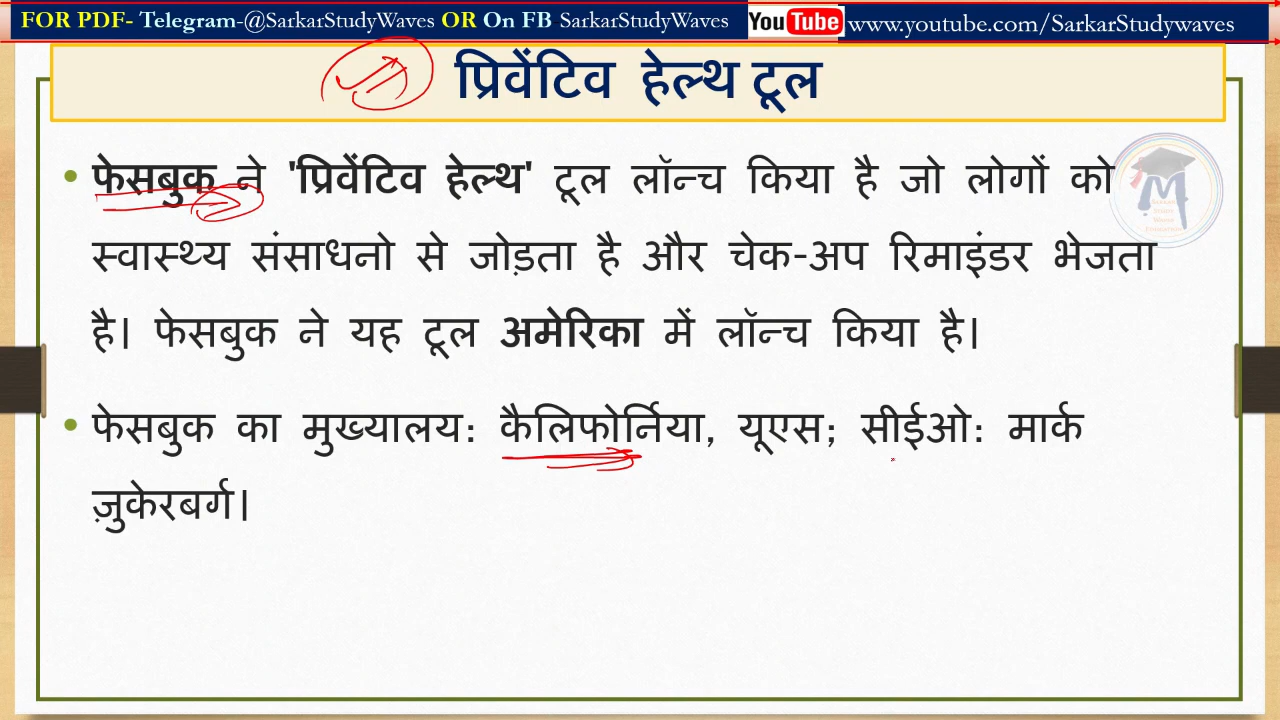 FOR PDF- Telegram-@SarkarStudyWaves OR On FB SarkarStudyWaves YouTube www.youtube.com/SarkarStudywaves
प्रिवेंटिव हेल्थ टूल
• फेसबुक ने 'प्रिवेंटिव हेल्थ' टूल लॉन्च किया है जो लोगों को
स्वास्थ्य संसाधनो से जोड़ता है और चेक-अप रिमाइंडर भेजता
है। फेसबुक ने यह टूल अमेरिका में लॉन्च किया है।
• फेसबुक का मुख्यालय: कैलिफोर्निया, यूएस; सीईओ: मार्क
ज़ुकेरबर्ग।